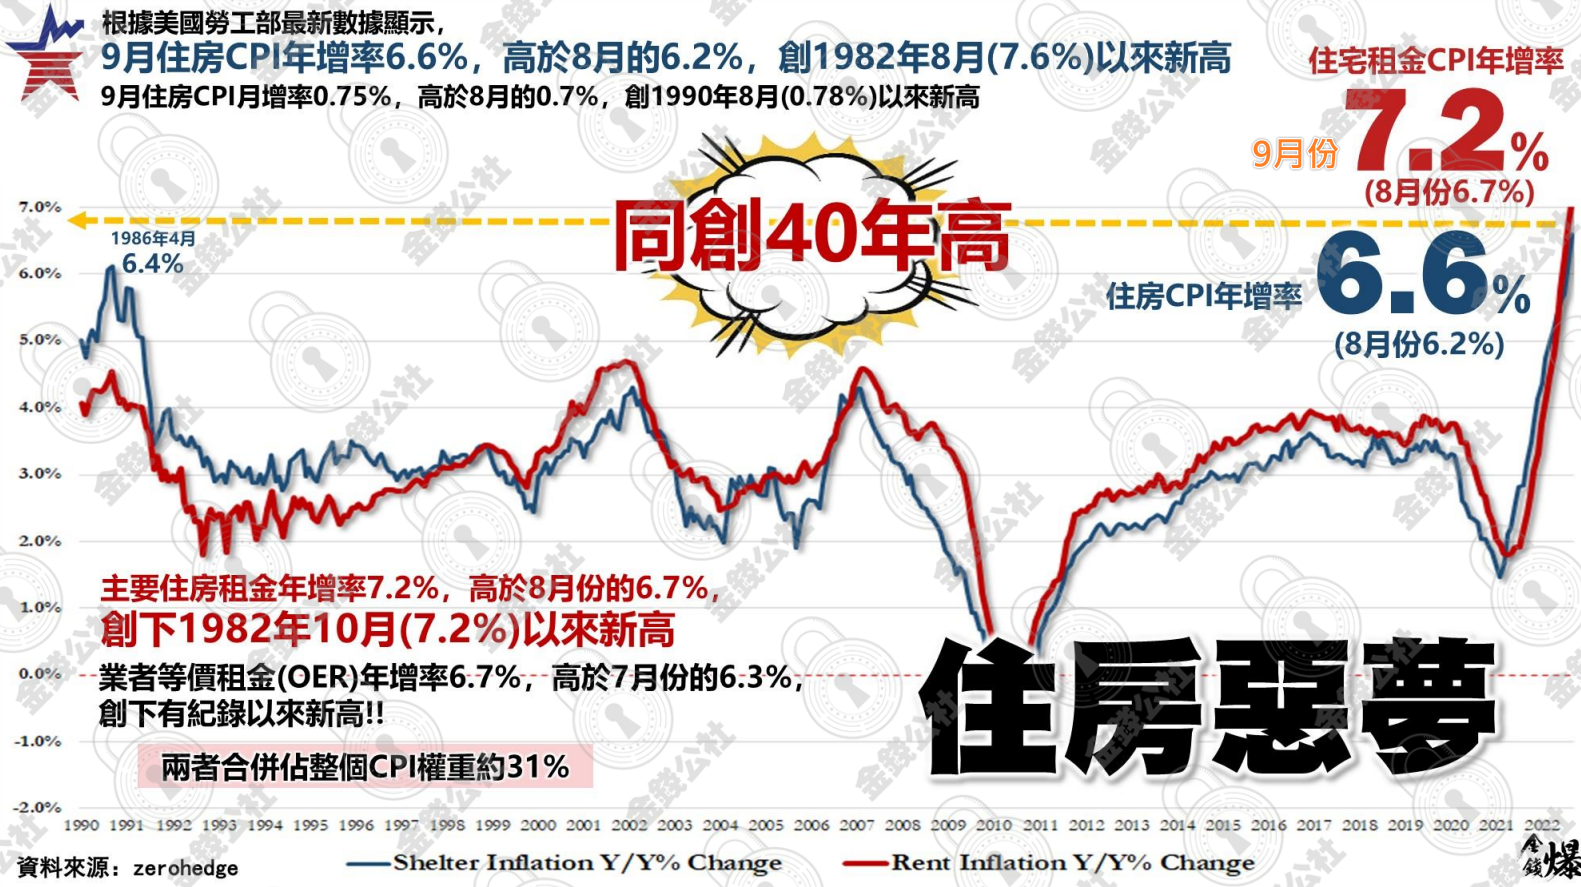 根據美國勞工部最新數據顯示，
9月住房CPI年增率6.6%，高於8月的6.2%，創1982年8月(7.6%)以來新高
9月住房CPI月增率0.75%，高於8月的0.7%，創1990年8月(0.78%)以來新高
住宅租金CPI年增率
9月份 7.2%
(8月份6.7%)
同創40年高
住房CPI年增率 6.6%
(8月份6.2%)
1986年4月
6.4%
7.0%
6.0%
5.0%
4.0%
3.0%
2.0%
1.0%
0.0%
-1.0%
-2.0%
主要住房租金年增率7.2%，高於8月份的6.7%，
創下1982年10月(7.2%)以來新高
業者等價租金(OER)年增率6.7%，高於7月份的6.3%，
創下有紀錄以來新高!!
兩者合併佔整個CPI權重約31%
住房惡夢
1990 1991 1992 1993 1994 1995 1996 1997 1998 1999 2000 2001 2002 2003 2004 2005 2006 2007 2008 2009 2010 2011 2012 2013 2014 2015 2016 2017 2018 2019 2020 2021 2022
資料來源：zerohedge
Shelter Inflation Y/Y% Change
Rent Inflation Y/Y% Change
金錢爆
金錢公社